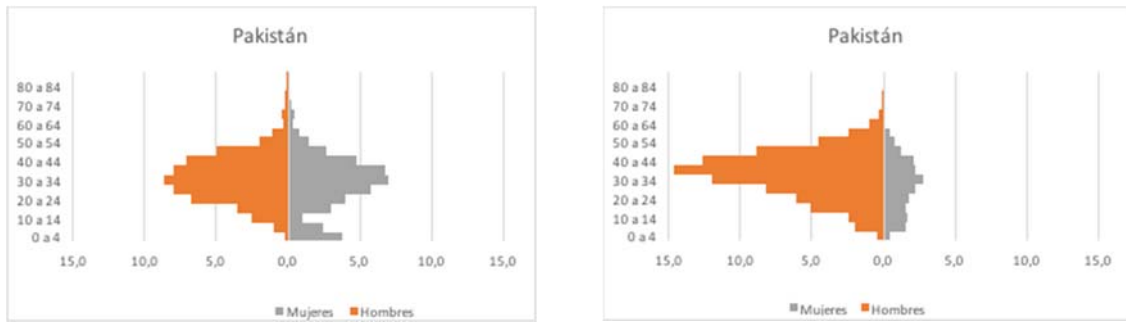 Pakistán
80 a 84
70 a 74
60 a 64
50 a 54
40 a 44
30 a 34
20 a 24
10 a 14
0 a 4
15,0 10,0 5,0 0,0 5,0 10,0 15,0
Mujeres Hombres
Pakistán
80 a 84
70 a 74
60 a 64
50 a 54
40 a 44
30 a 34
20 a 24
10 a 14
0 a 4
15,0 10,0 5,0 0,0 5,0 10,0 15,0
Mujeres Hombres